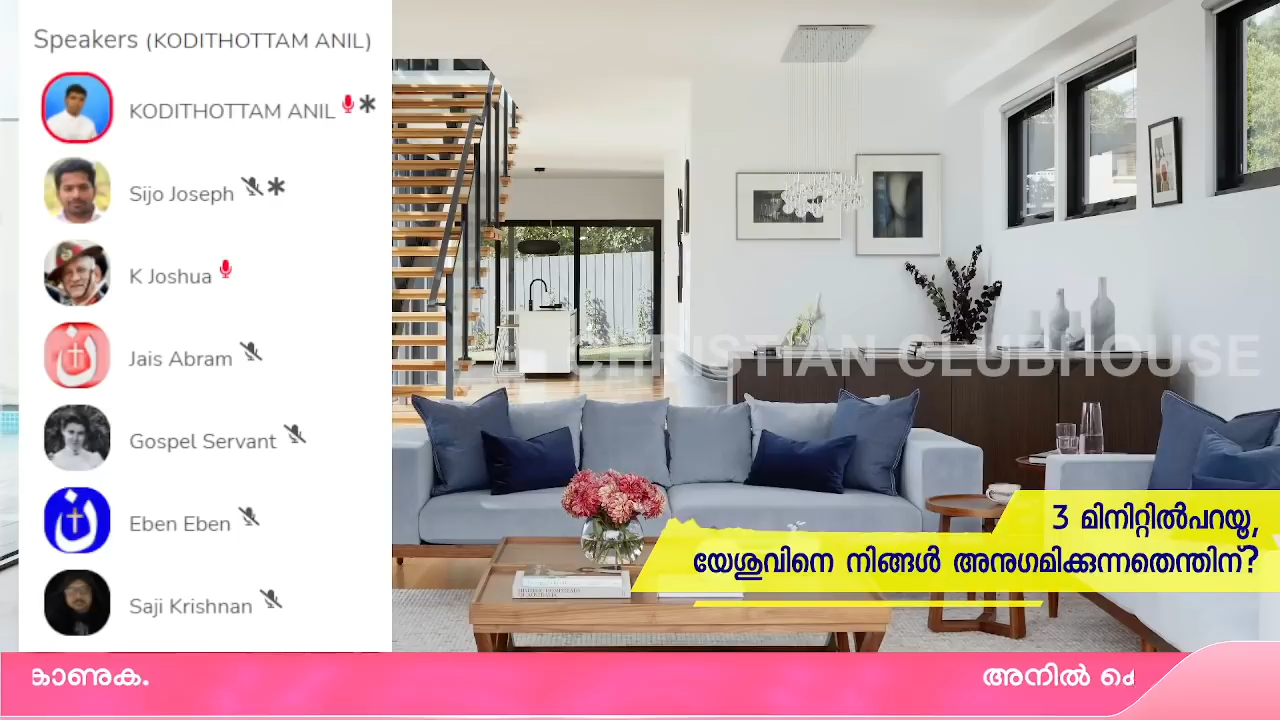 Speakers (KODITHOTTAM ANIL)
KODITHOTTAM ANIL
Sijo Joseph
K Joshua
Jais Abram
Gospel Servant
Eben Eben
Saji Krishnan
CHRISTIAN CLUBHOUSE
3 മിനിറ്റിൽപറയൂ,
യേശുവിനെ നിങ്ങൾ അനുഗമിക്കുന്നതെന്തിന്?
കാണുക.
അനിൽ